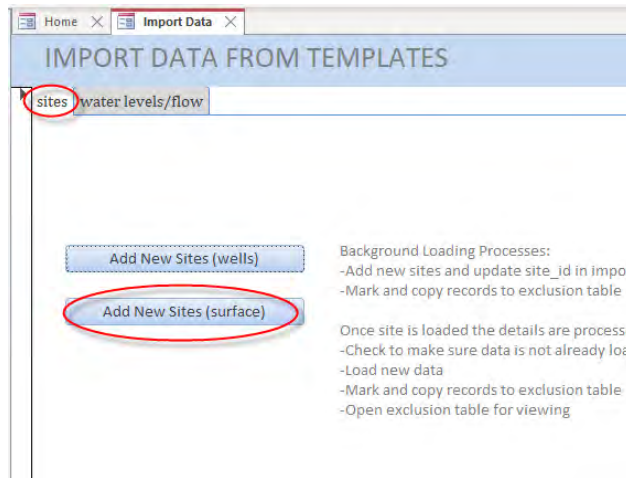 Home Import Data
IMPORT DATA FROM TEMPLATES
sites water levels/flow
Add New Sites (wells)
Add New Sites (surface)
Background Loading Processes:
-Add new sites and update site_id in impo
-Mark and copy records to exclusion table
Once site is loaded the details are process
-Check to make sure data is not already loa
-Load new data
-Mark and copy records to exclusion table
-Open exclusion table for viewing